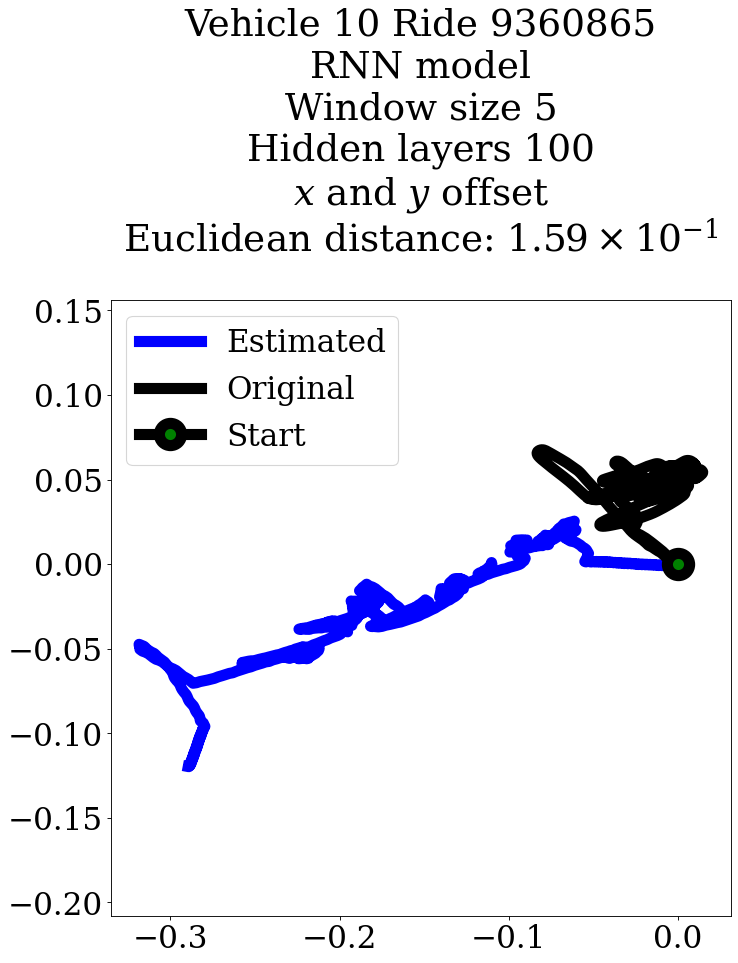 Vehicle 10 Ride 9360865
RNN model
Window size 5
Hidden layers 100
x and y offset
Euclidean distance: 1.59 × 10⁻¹
Estimated
Original
Start
0.15
0.10
0.05
0.00
−0.05
−0.10
−0.15
−0.20
−0.3 −0.2 −0.1 0.0